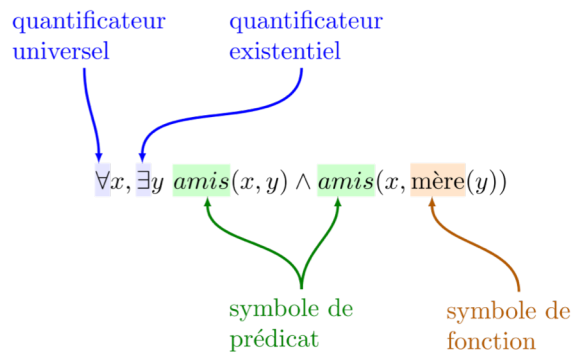 quantificateur
universel
quantificateur
existentiel
∀x, ∃y amis(x, y) ∧ amis(x, mère(y))
symbole de
prédicat
symbole de
fonction